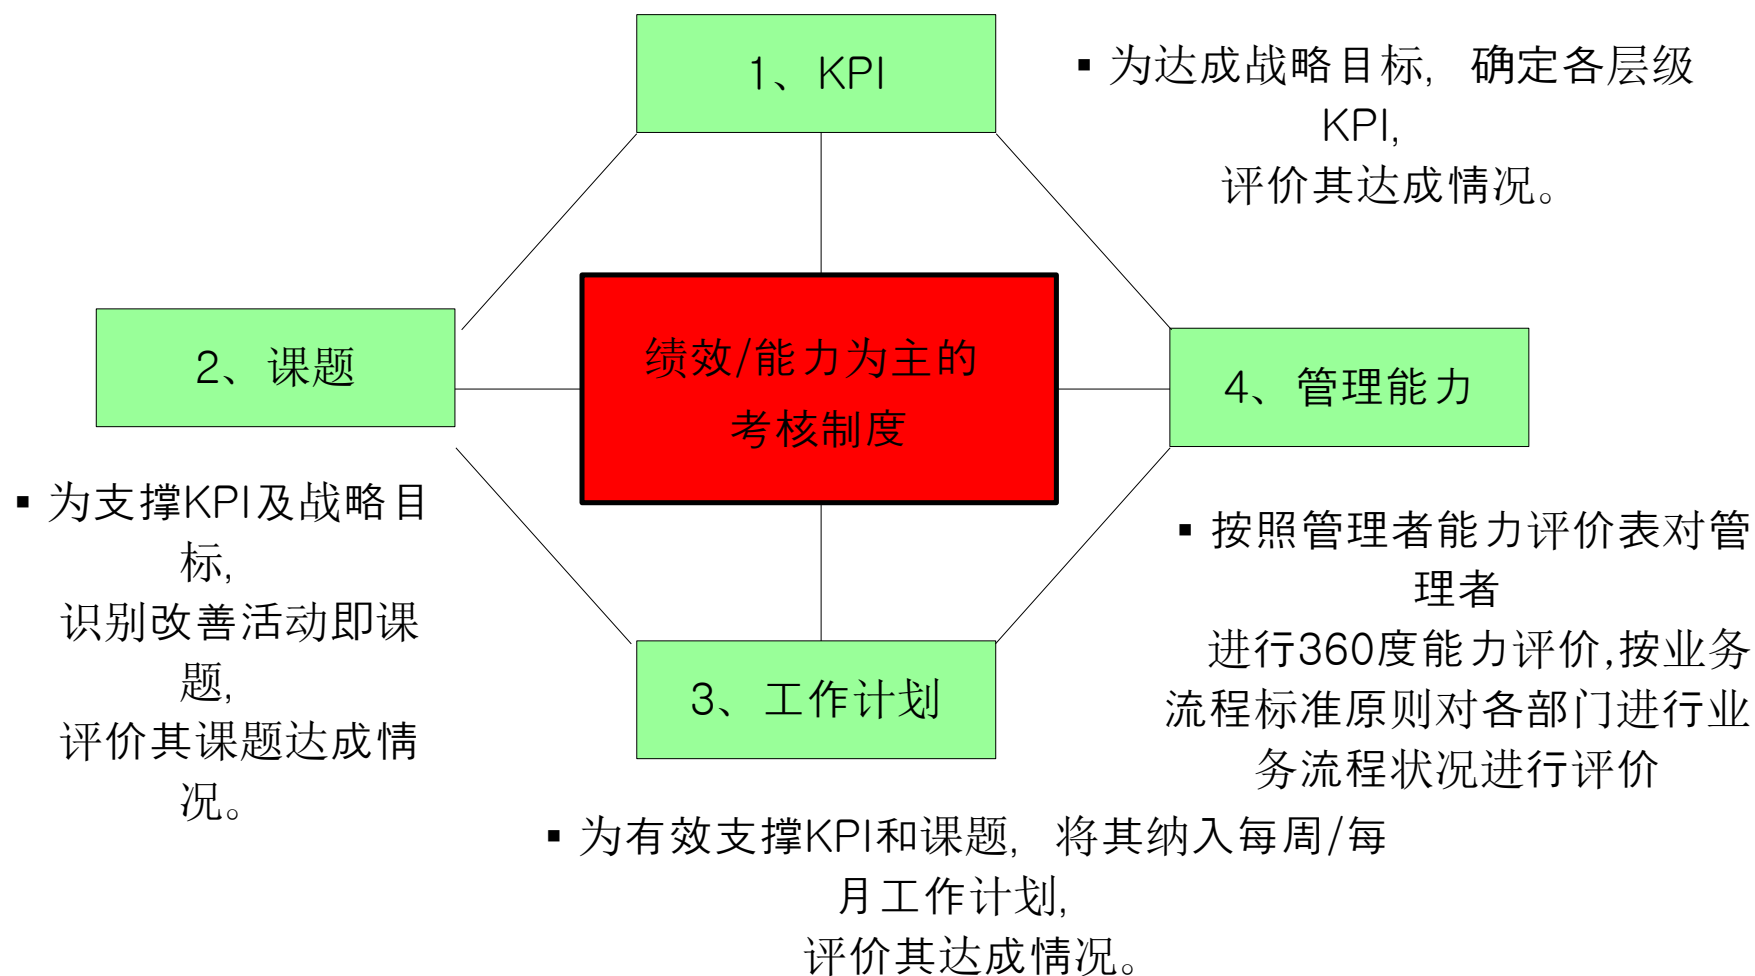 1、KPI
▪ 为达成战略目标, 确定各层级
KPI,
评价其达成情况。
2、课题
绩效/能力为主的
考核制度
4、管理能力
▪ 为支撑KPI及战略目
标,
识别改善活动即课
题,
评价其课题达成情
况。
▪ 按照管理者能力评价表对管
理者
进行360度能力评价,按业务
流程标准原则对各部门进行业
务流程状况进行评价
3、工作计划
▪ 为有效支撑KPI和课题, 将其纳入每周/每
月工作计划,
评价其达成情况。